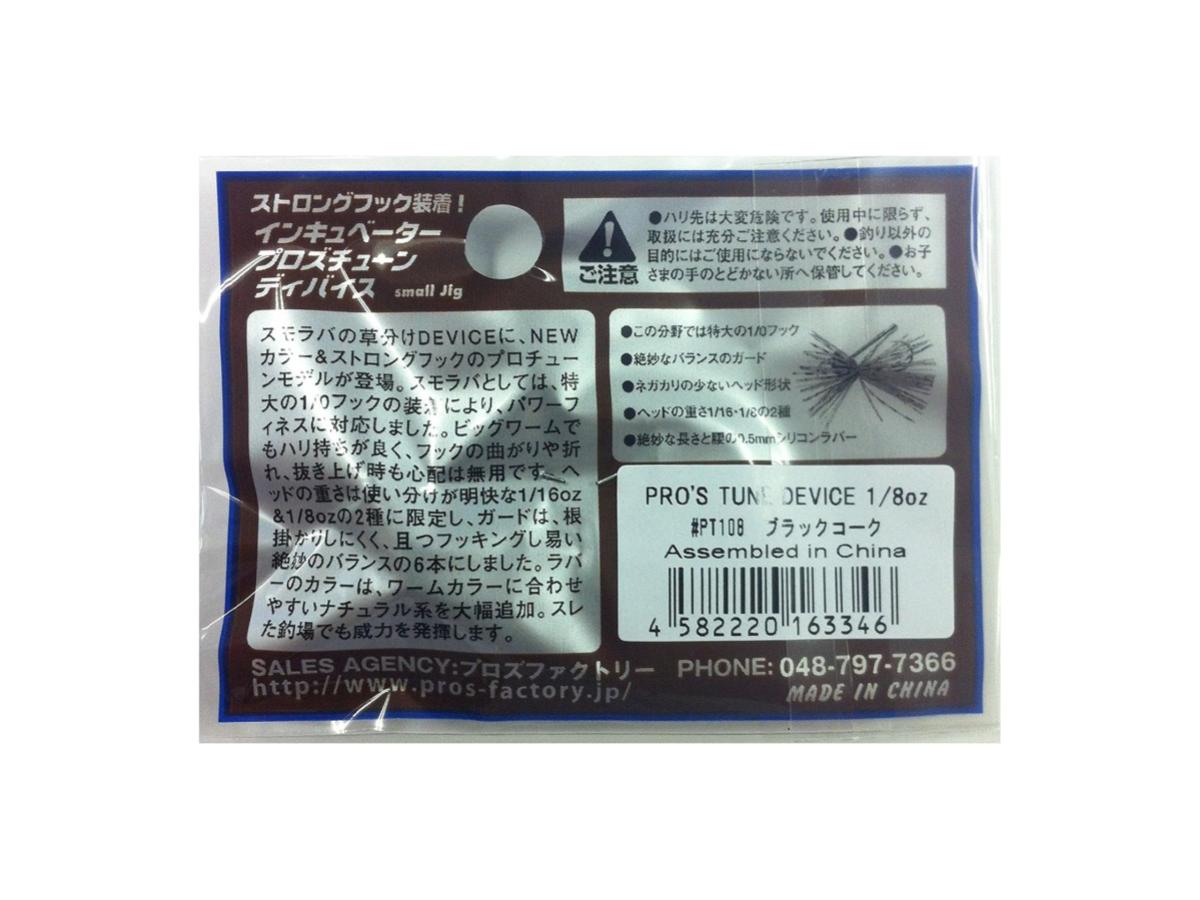 ストロングフック装着!
インキュベーター
プロズチューン
ディバイス small Jig
ご注意
●ハリ先は大変危険です。使用中に限らず、
取扱には充分ご注意ください。●釣り以外の
目的にはご使用にならないでください。●お子
さまの手のとどかない所へ保管してください。
スモラバの草分けDEVICEに、NEW
カラー&ストロングフックのプロチュー
ンモデルが登場。スモラバとしては、特
大の1/0フックの装着により、パワーフ
ィネスに対応しました。ビッグワームで
もハリ持ちが良く、フックの曲がりや折
れ、抜き上げ時も心配は無用です。ヘ
ッドの重さは使い分けが明快な1/16oz
&1/8ozの2種に限定し、ガードは、根
掛かりしにくく、且つフッキングし易い
絶妙のバランスの6本にしました。ラバ
ーのカラーは、ワームカラーに合わせ
やすいナチュラル系を大幅追加。スレ
た釣場でも威力を発揮します。
●この分野では特大の1/0フック
●絶妙なバランスのガード
●ネガカリの少ないヘッド形状
●ヘッドの重さ1/16・1/8の2種
●絶妙な長さと腰の0.5mmシリコンラバー
PRO'S TUNE DEVICE 1/8oz
#PT108 ブラックコーク
Assembled in China
4 582220 163346
SALES AGENCY:プロズファクトリー PHONE: 048-797-7366
http://www.pros-factory.jp/ MADE IN CHINA